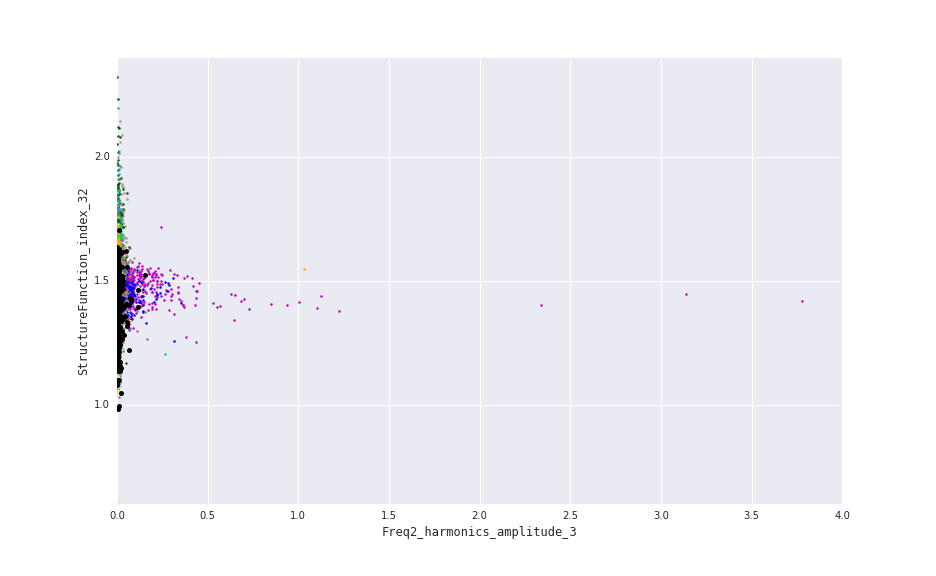 StructureFunction_index_32
2.0
1.5
1.0
0.0 0.5 1.0 1.5 2.0 2.5 3.0 3.5 4.0
Freq2_harmonics_amplitude_3